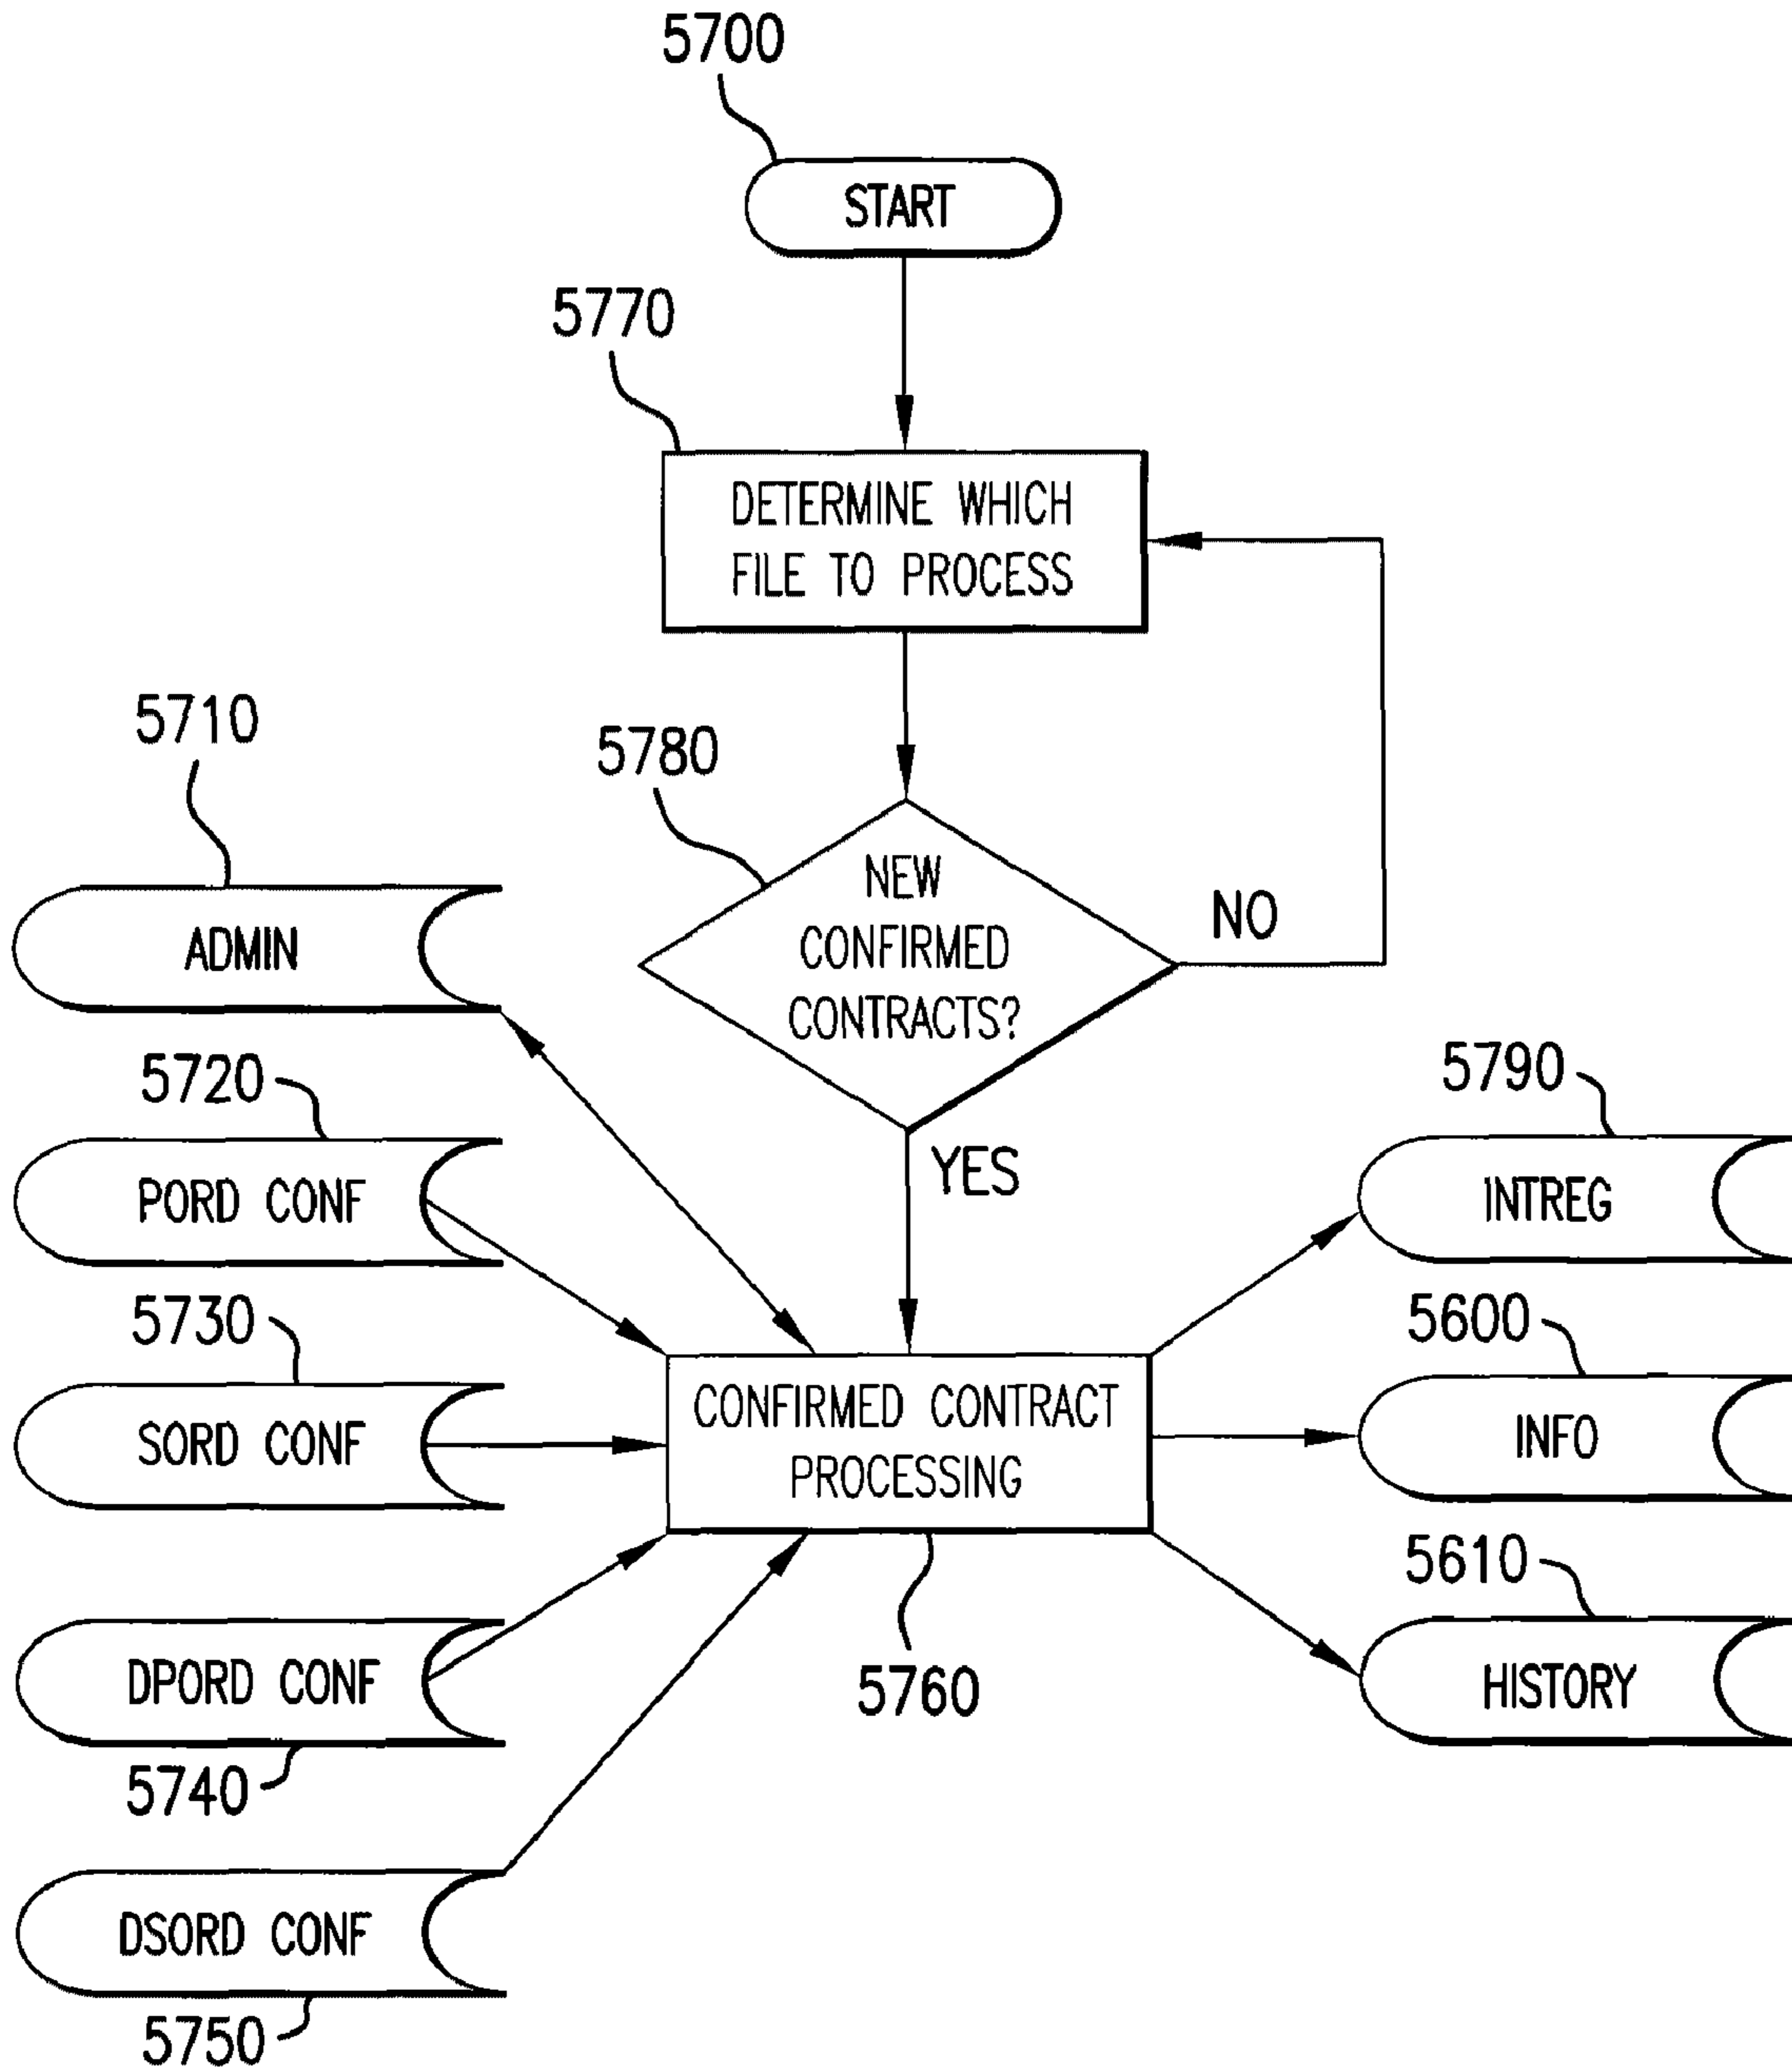 5700
START
5770
DETERMINE WHICH
FILE TO PROCESS
5710
5780
NEW
CONFIRMED
CONTRACTS?
NO
ADMIN
5720
YES
5790
PORD CONF
INTREG
5730
5600
SORD CONF
CONFIRMED CONTRACT
PROCESSING
INFO
5610
DPORD CONF
5760
HISTORY
5740
DSORD CONF
5750